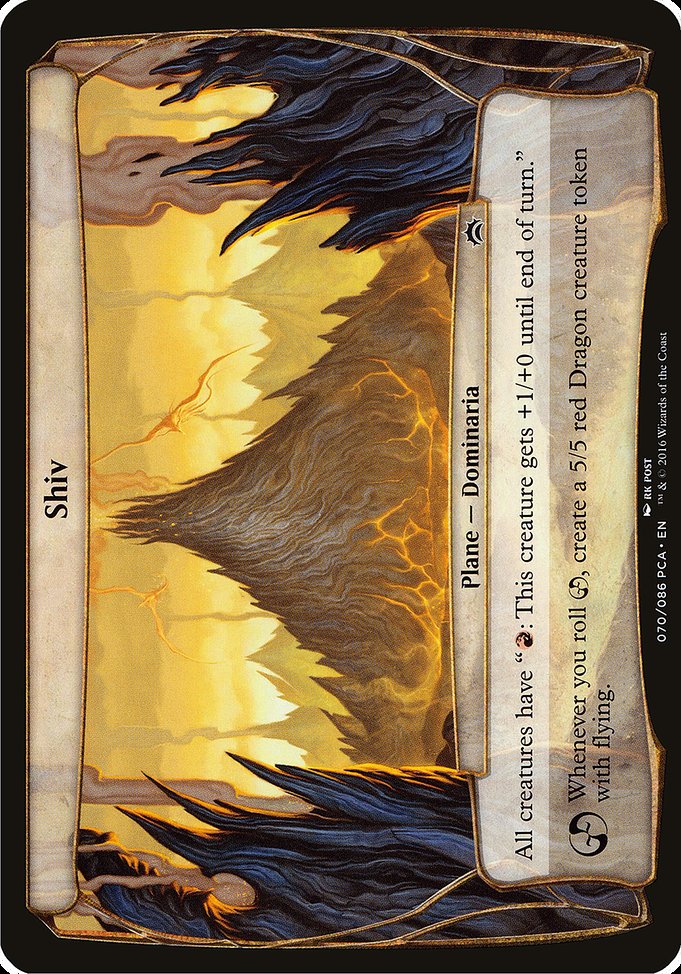 Shiv
Plane — Dominaria
All creatures have “: This creature gets +1/+0 until end of turn.”
Whenever you roll , create a 5/5 red Dragon creature token
with flying.
070/086 PCA • EN RK POST
™ & © 2016 Wizards of the Coast